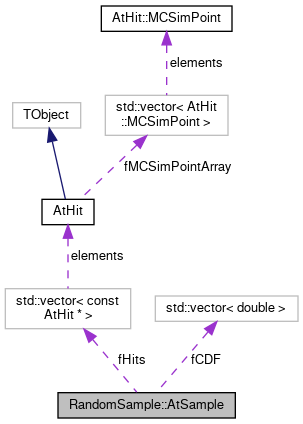 AtHit::MCSimPoint
elements
TObject
std::vector< AtHit
::MCSimPoint >
fMCSimPointArray
AtHit
elements
std::vector< const
AtHit * >
std::vector< double >
fHits
fCDF
RandomSample::AtSample